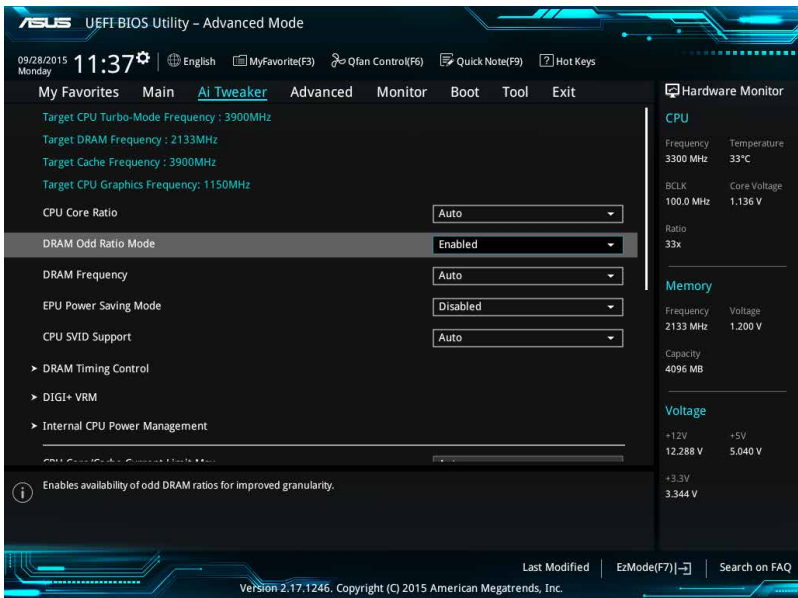 ASUS UEFI BIOS Utility – Advanced Mode
09/28/2015 Monday 11:37 English MyFavorite(F3) Qfan Control(F6) Quick Note(F9) ? Hot Keys
My Favorites Main Ai Tweaker Advanced Monitor Boot Tool Exit
Target CPU Turbo-Mode Frequency : 3900MHz
Target DRAM Frequency : 2133MHz
Target Cache Frequency : 3900MHz
Target CPU Graphics Frequency: 1150MHz
CPU Core Ratio Auto
DRAM Odd Ratio Mode Enabled
DRAM Frequency Auto
EPU Power Saving Mode Disabled
CPU SVID Support Auto
> DRAM Timing Control
> DIGI+ VRM
> Internal CPU Power Management
Enables availability of odd DRAM ratios for improved granularity.
Hardware Monitor
CPU
Frequency Temperature
3300 MHz 33°C
BCLK Core Voltage
100.0 MHz 1.136 V
Ratio
33x
Memory
Frequency Voltage
2133 MHz 1.200 V
Capacity
4096 MB
Voltage
+12V +5V
12.288 V 5.040 V
+3.3V
3.344 V
Last Modified EzMode(F7) Search on FAQ
Version 2.17.1246. Copyright (C) 2015 American Megatrends, Inc.